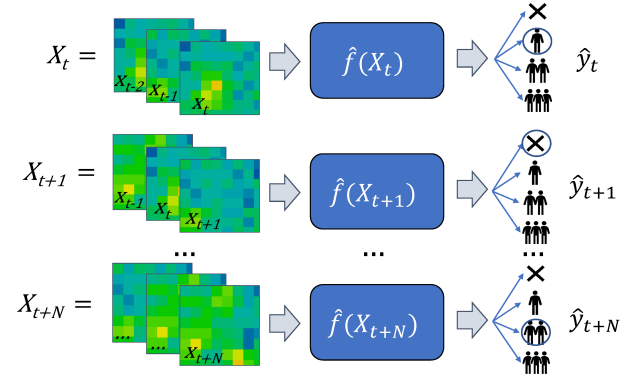 X_t =
x_{t-2}
x_{t-1}
x_t
f̂(X_t)
ŷ_t
X_{t+1} =
x_{t-1}
x_t
x_{t+1}
f̂(X_{t+1})
ŷ_{t+1}
... ... ...
X_{t+N} =
...
...
x_{t+N}
f̂(X_{t+N})
ŷ_{t+N}